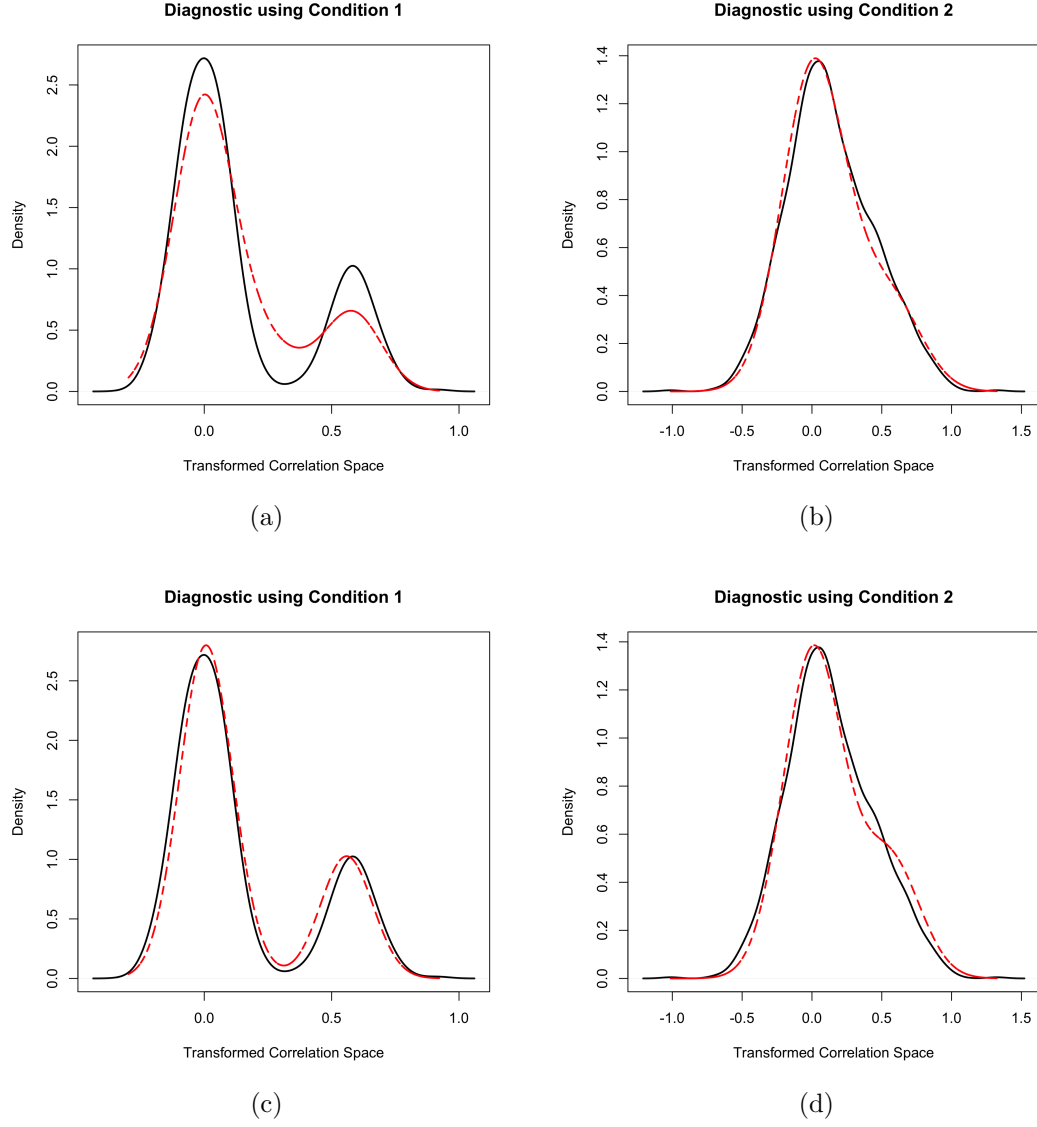 Diagnostic using Condition 1
Density
0.0 0.5 1.0 1.5 2.0 2.5
0.0 0.5 1.0
Transformed Correlation Space
(a)
Diagnostic using Condition 2
Density
0.0 0.2 0.4 0.6 0.8 1.0 1.2 1.4
-1.0 -0.5 0.0 0.5 1.0 1.5
Transformed Correlation Space
(b)
Diagnostic using Condition 1
Density
0.0 0.5 1.0 1.5 2.0 2.5
0.0 0.5 1.0
Transformed Correlation Space
(c)
Diagnostic using Condition 2
Density
0.0 0.2 0.4 0.6 0.8 1.0 1.2 1.4
-1.0 -0.5 0.0 0.5 1.0 1.5
Transformed Correlation Space
(d)